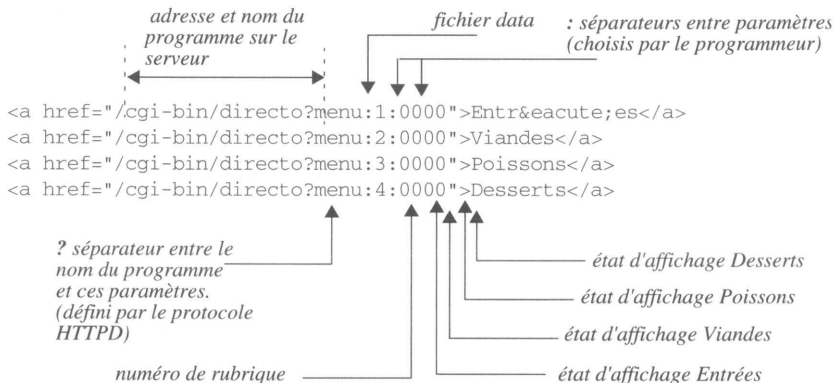 adresse et nom du
programme sur le
serveur
fichier data
: séparateurs entre paramètres
(choisis par le programmeur)
<a href="/cgi-bin/directo?menu:1:0000">Entr&eacute;es</a>
<a href="/cgi-bin/directo?menu:2:0000">Viandes</a>
<a href="/cgi-bin/directo?menu:3:0000">Poissons</a>
<a href="/cgi-bin/directo?menu:4:0000">Desserts</a>
? séparateur entre le
nom du programme
et ces paramètres.
(défini par le protocole
HTTPD)
numéro de rubrique
état d'affichage Desserts
état d'affichage Poissons
état d'affichage Viandes
état d'affichage Entrées